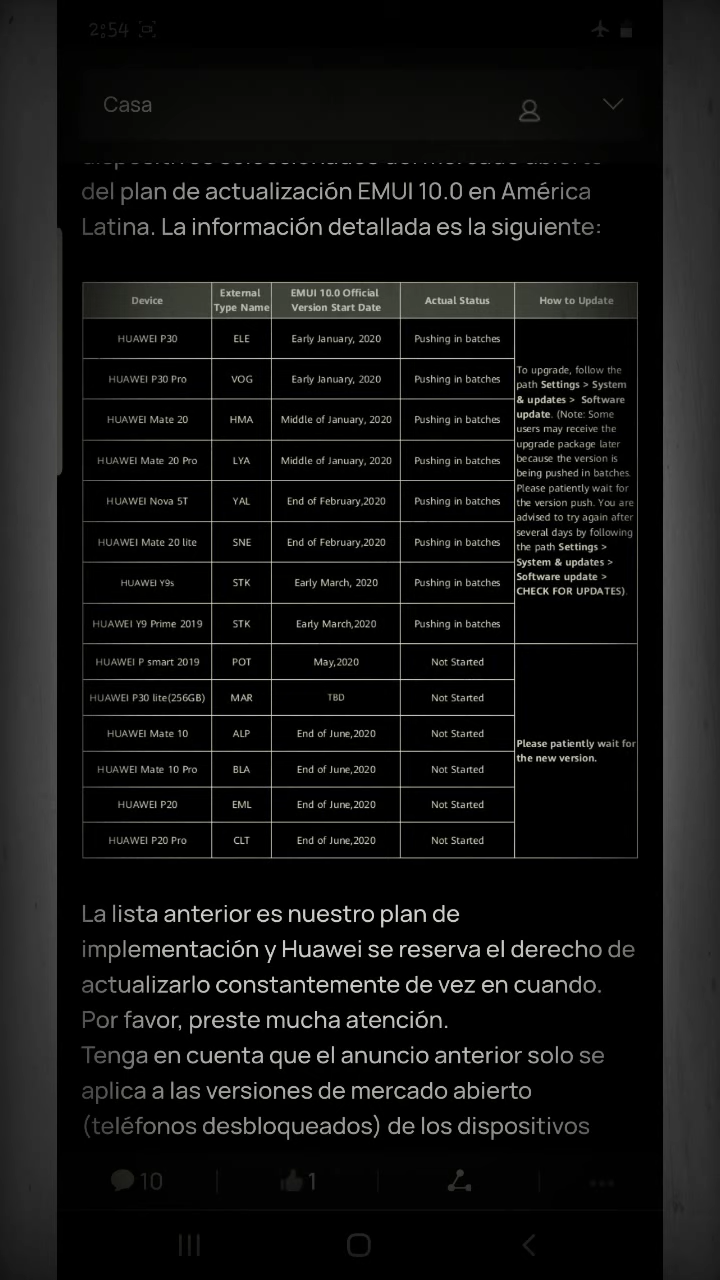 2:54
Casa
del plan de actualización EMUI 10.0 en América
Latina. La información detallada es la siguiente:
Device
External
Type Name
EMUI 10.0 Official
Version Start Date
Actual Status
How to Update
HUAWEI P30 ELE Early January, 2020 Pushing in batches
HUAWEI P30 Pro VOG Early January, 2020 Pushing in batches
HUAWEI Mate 20 HMA Middle of January, 2020 Pushing in batches
HUAWEI Mate 20 Pro LYA Middle of January, 2020 Pushing in batches
HUAWEI Nova 5T YAL End of February,2020 Pushing in batches
HUAWEI Mate 20 lite SNE End of February,2020 Pushing in batches
HUAWEI Y9s STK Early March, 2020 Pushing in batches
HUAWEI Y9 Prime 2019 STK Early March,2020 Pushing in batches
To upgrade, follow the
path Settings > System
& updates > Software
update. (Note: Some
users may receive the
upgrade package later
because the version is
being pushed in batches.
Please patiently wait for
the version push. You are
advised to try again after
several days by following
the path Settings >
System & updates >
Software update >
CHECK FOR UPDATES).
HUAWEI P smart 2019 POT May,2020 Not Started
HUAWEI P30 lite(256GB) MAR TBD Not Started
HUAWEI Mate 10 ALP End of June,2020 Not Started
HUAWEI Mate 10 Pro BLA End of June,2020 Not Started
HUAWEI P20 EML End of June,2020 Not Started
HUAWEI P20 Pro CLT End of June,2020 Not Started
Please patiently wait for
the new version.
La lista anterior es nuestro plan de
implementación y Huawei se reserva el derecho de
actualizarlo constantemente de vez en cuando.
Por favor, preste mucha atención.
Tenga en cuenta que el anuncio anterior solo se
aplica a las versiones de mercado abierto
(teléfonos desbloqueados) de los dispositivos
10
1